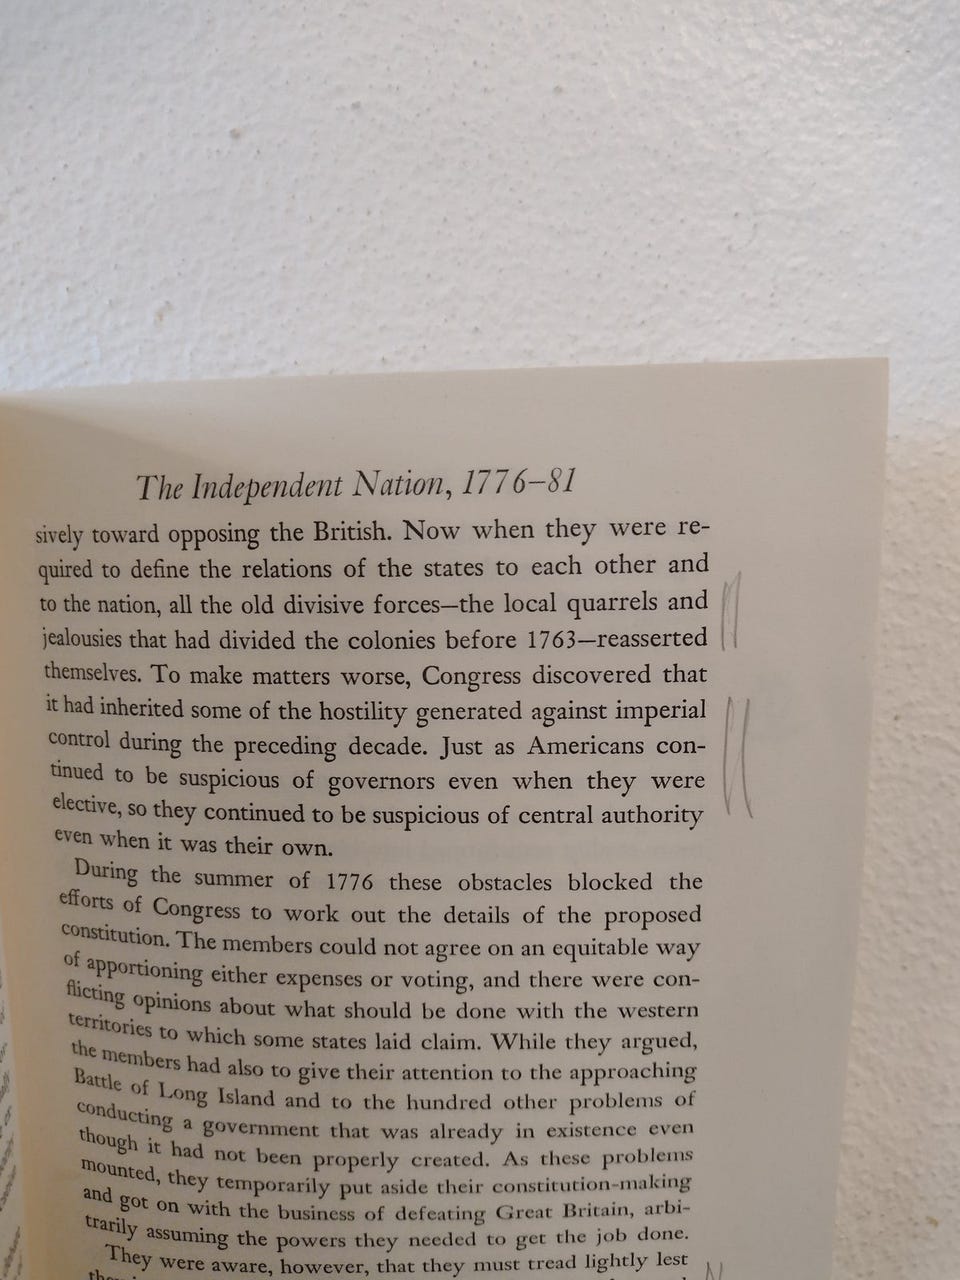 The Independent Nation, 1776–81
sively toward opposing the British. Now when they were re-
quired to define the relations of the states to each other and
to the nation, all the old divisive forces—the local quarrels and
jealousies that had divided the colonies before 1763—reasserted
themselves. To make matters worse, Congress discovered that
it had inherited some of the hostility generated against imperial
control during the preceding decade. Just as Americans con-
tinued to be suspicious of governors even when they were
elective, so they continued to be suspicious of central authority
even when it was their own.
During the summer of 1776 these obstacles blocked the
efforts of Congress to work out the details of the proposed
constitution. The members could not agree on an equitable way
of apportioning either expenses or voting, and there were con-
flicting opinions about what should be done with the western
territories to which some states laid claim. While they argued,
the members had also to give their attention to the approaching
Battle of Long Island and to the hundred other problems of
conducting a government that was already in existence even
though it had not been properly created. As these problems
mounted, they temporarily put aside their constitution-making
and got on with the business of defeating Great Britain, arbi-
trarily assuming the powers they needed to get the job done.
They were aware, however, that they must tread lightly lest